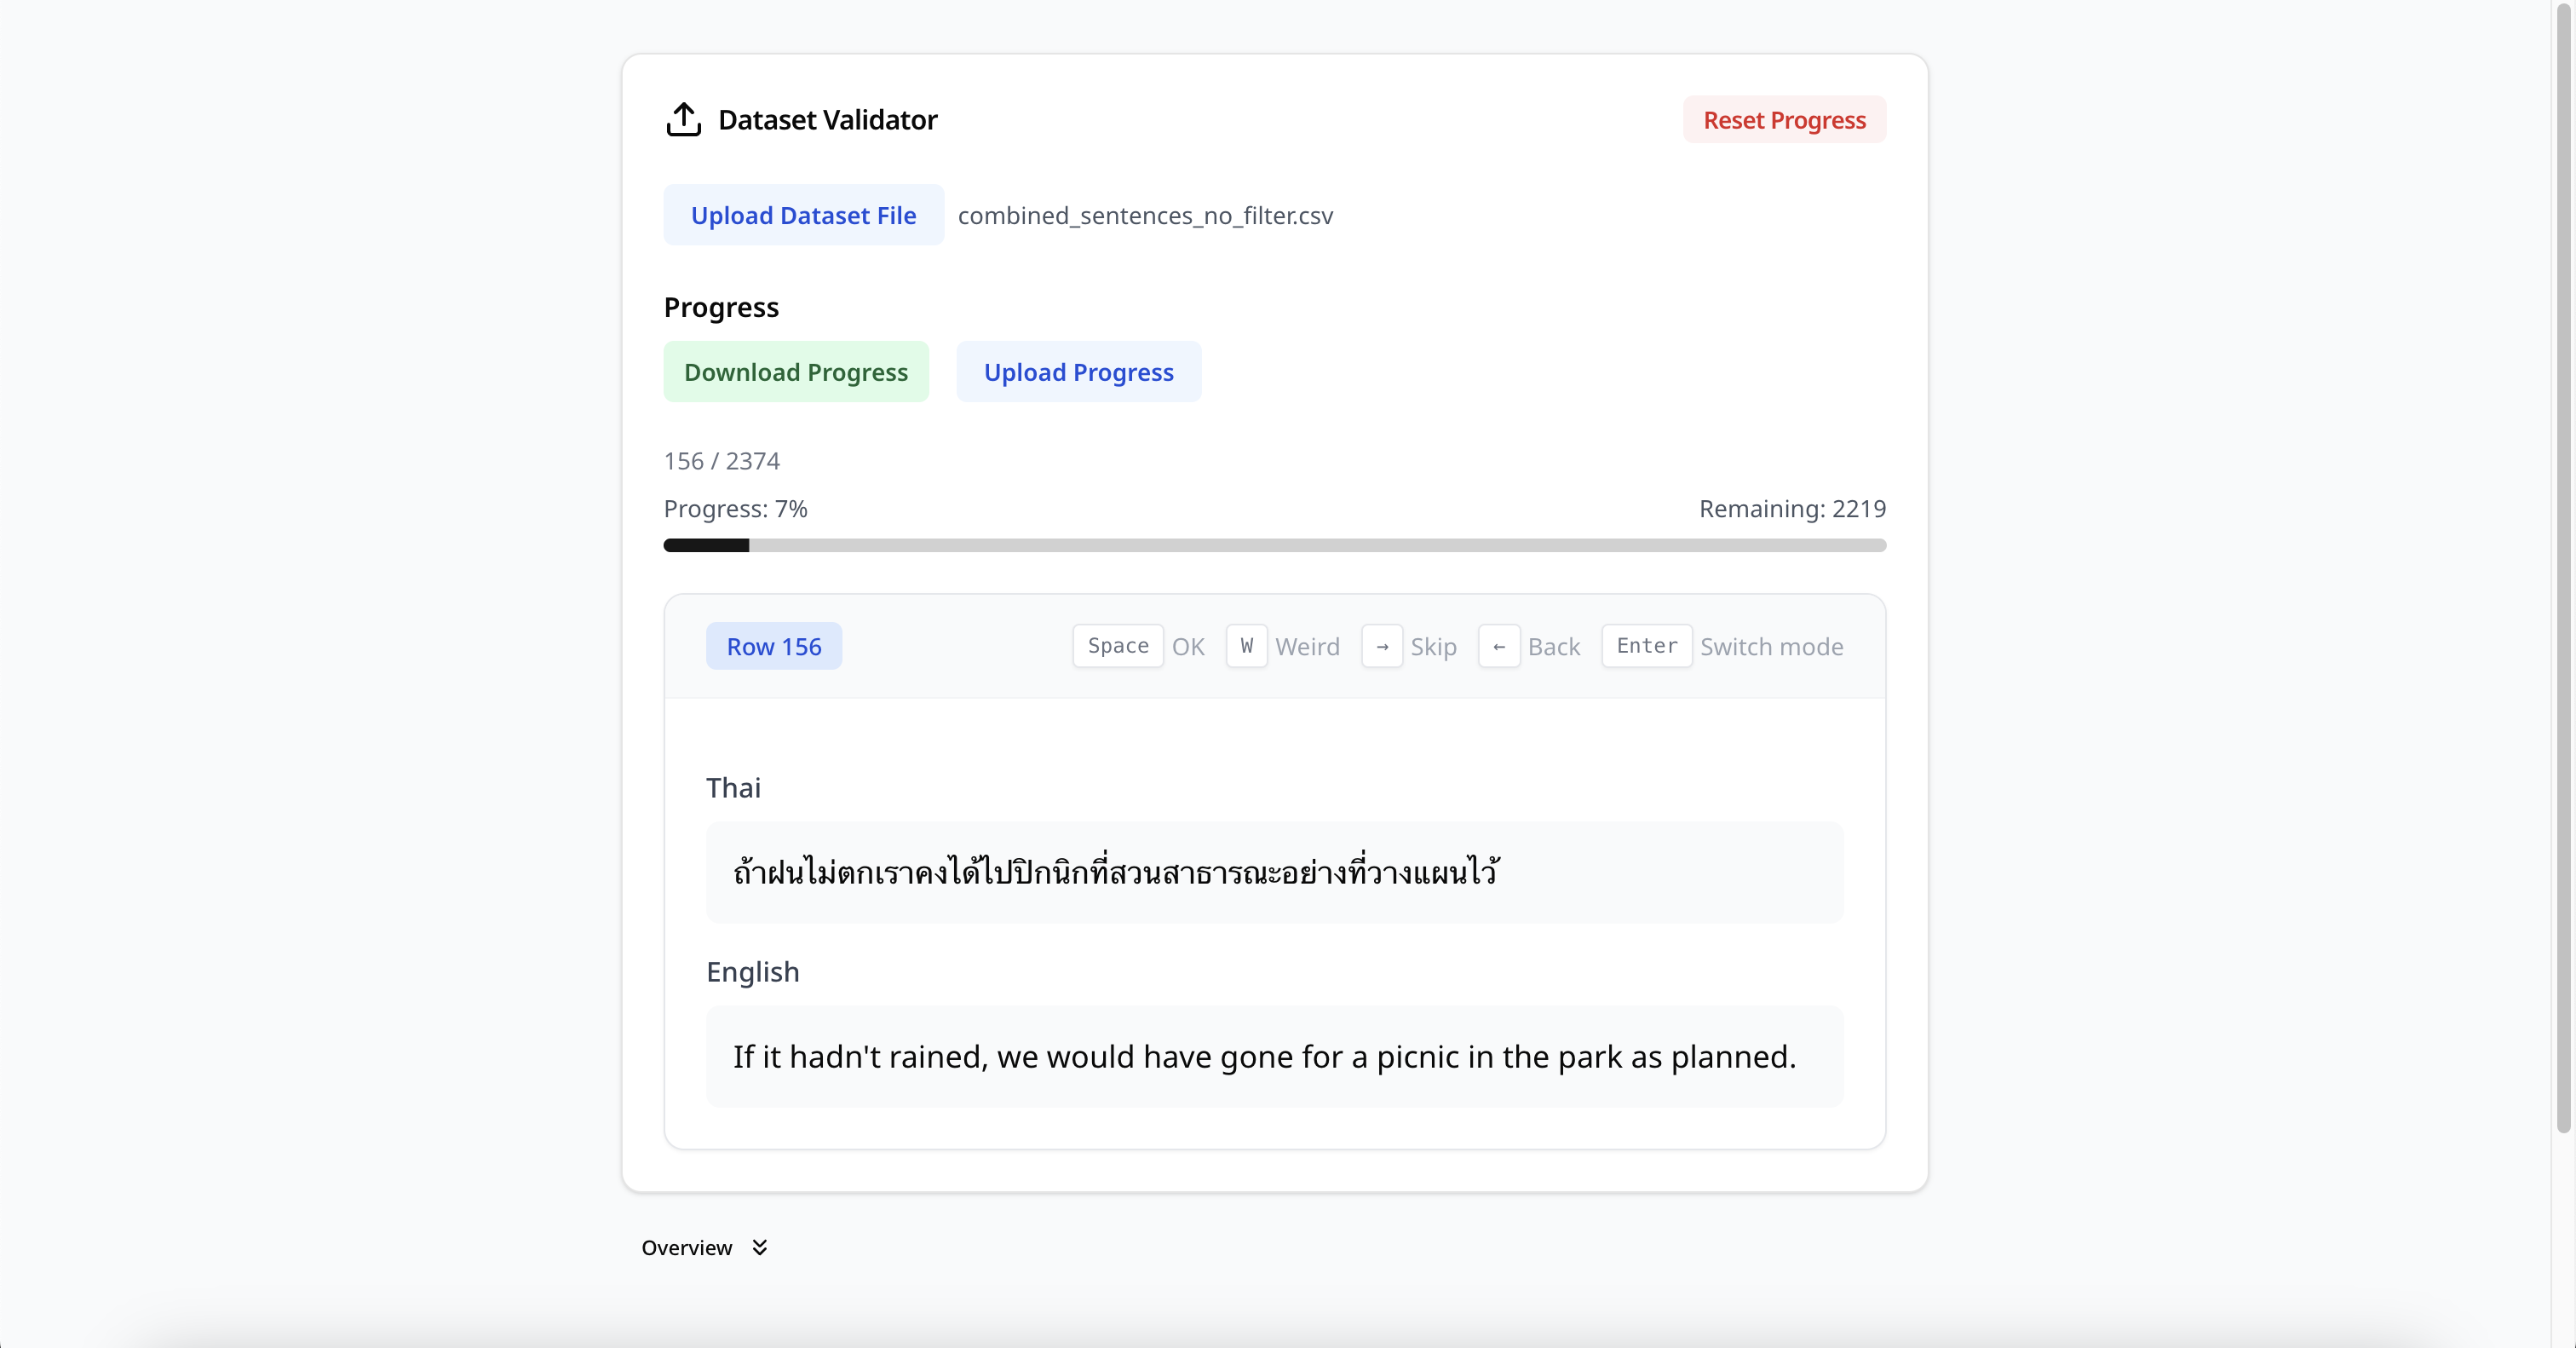 Dataset Validator
Reset Progress
Upload Dataset File combined_sentences_no_filter.csv
Progress
Download Progress Upload Progress
156 / 2374
Progress: 7% Remaining: 2219
Row 156 Space OK W Weird → Skip ← Back Enter Switch mode
Thai
ถ้าฝนไม่ตกเราคงได้ไปปิกนิกที่สวนสาธารณะอย่างที่วางแผนไว้
English
If it hadn't rained, we would have gone for a picnic in the park as planned.
Overview